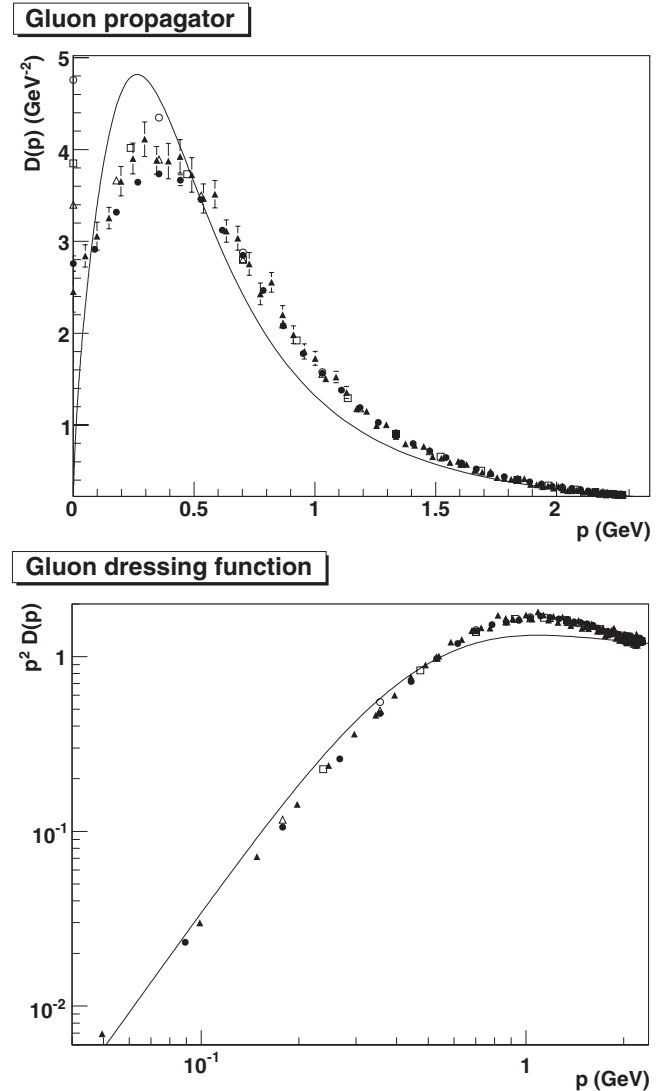 Gluon propagator
D(p) (GeV⁻²)
5
4
3
2
1
0 0.5 1 1.5 2
p (GeV)
Gluon dressing function
p² D(p)
1
10⁻¹
10⁻²
10⁻¹ 1
p (GeV)